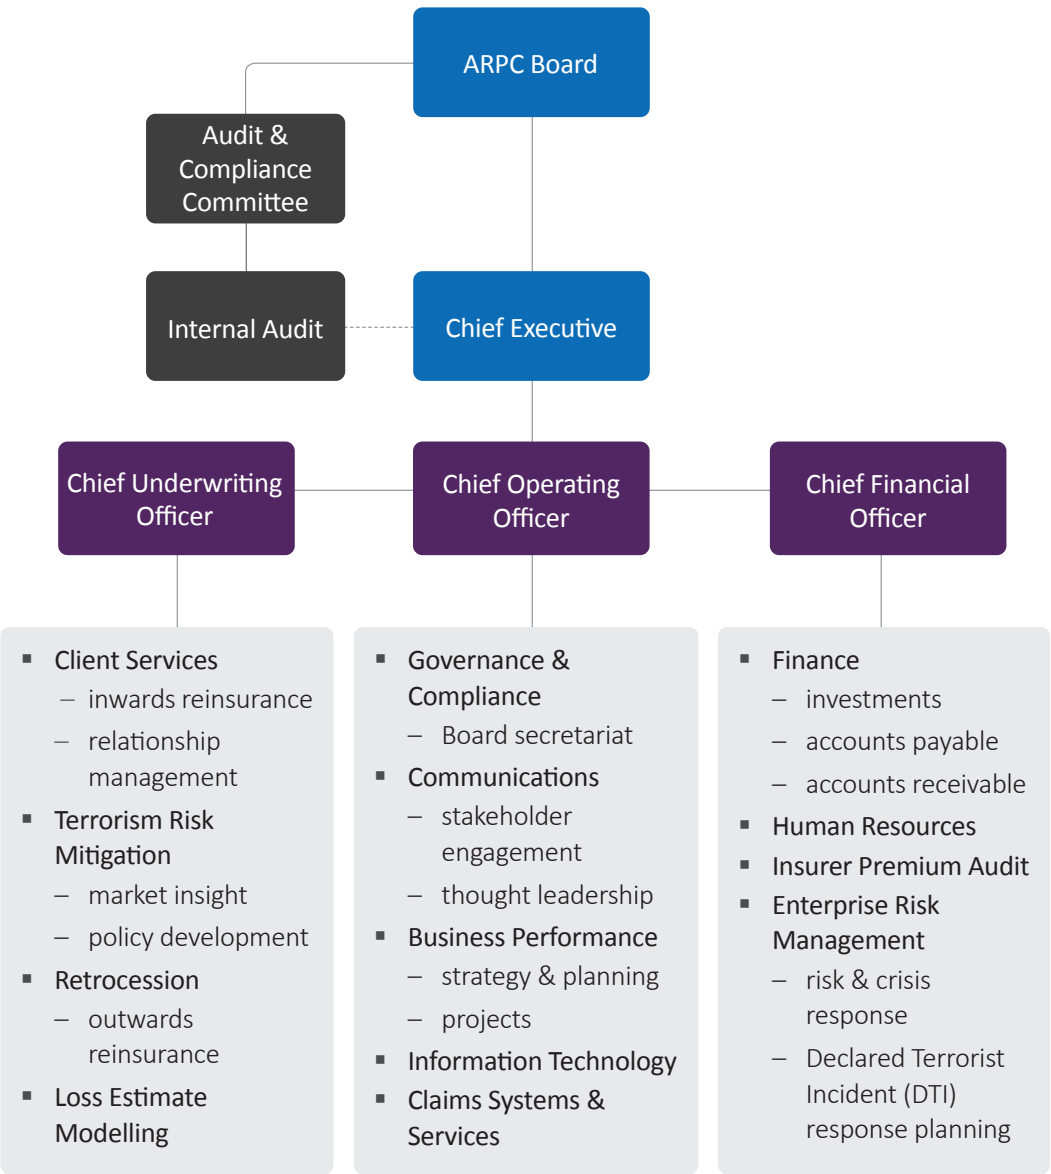 ARPC Board
Audit &
Compliance
Committee
Internal Audit
Chief Executive
Chief Underwriting
Officer
Chief Operating
Officer
Chief Financial
Officer
▪ Client Services
– inwards reinsurance
– relationship
management
▪ Terrorism Risk
Mitigation
– market insight
– policy development
▪ Retrocession
– outwards
reinsurance
▪ Loss Estimate
Modelling
▪ Governance &
Compliance
– Board secretariat
▪ Communications
– stakeholder
engagement
– thought leadership
▪ Business Performance
– strategy & planning
– projects
▪ Information Technology
▪ Claims Systems &
Services
▪ Finance
– investments
– accounts payable
– accounts receivable
▪ Human Resources
▪ Insurer Premium Audit
▪ Enterprise Risk
Management
– risk & crisis
response
– Declared Terrorist
Incident (DTI)
response planning